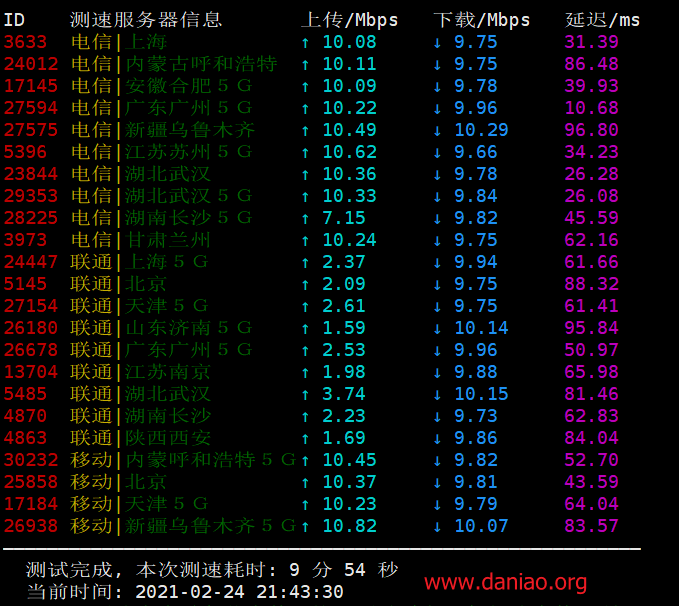 ID 测速服务器信息 上传/Mbps 下载/Mbps 延迟/ms
3633 电信|上海 ↑ 10.08 ↓ 9.75 31.39
24012 电信|内蒙古呼和浩特 ↑ 10.11 ↓ 9.75 86.48
17145 电信|安徽合肥5G ↑ 10.09 ↓ 9.78 39.93
27594 电信|广东广州5G ↑ 10.22 ↓ 9.96 10.68
27575 电信|新疆乌鲁木齐 ↑ 10.49 ↓ 10.29 96.80
5396 电信|江苏苏州5G ↑ 10.62 ↓ 9.66 34.23
23844 电信|湖北武汉 ↑ 10.36 ↓ 9.78 26.28
29353 电信|湖北武汉5G ↑ 10.33 ↓ 9.84 26.08
28225 电信|湖南长沙5G ↑ 7.15 ↓ 9.82 45.59
3973 电信|甘肃兰州 ↑ 10.24 ↓ 9.75 62.16
24447 联通|上海5G ↑ 2.37 ↓ 9.94 61.66
5145 联通|北京 ↑ 2.09 ↓ 9.75 88.32
27154 联通|天津5G ↑ 2.61 ↓ 9.75 61.41
26180 联通|山东济南5G ↑ 1.59 ↓ 10.14 95.84
26678 联通|广东广州5G ↑ 2.53 ↓ 9.96 50.97
13704 联通|江苏南京 ↑ 1.98 ↓ 9.88 65.98
5485 联通|湖北武汉 ↑ 3.74 ↓ 10.15 81.46
4870 联通|湖南长沙 ↑ 2.23 ↓ 9.73 62.83
4863 联通|陕西西安 ↑ 1.69 ↓ 9.86 84.04
30232 移动|内蒙呼和浩特5G ↑ 10.45 ↓ 9.82 52.70
25858 移动|北京 ↑ 10.37 ↓ 9.81 43.59
17184 移动|天津5G ↑ 10.23 ↓ 9.79 64.04
26938 移动|新疆乌鲁木齐5G ↑ 10.82 ↓ 10.07 83.57
测试完成, 本次测速耗时: 9 分 54 秒
当前时间: 2021-02-24 21:43:30
www.daniao.org